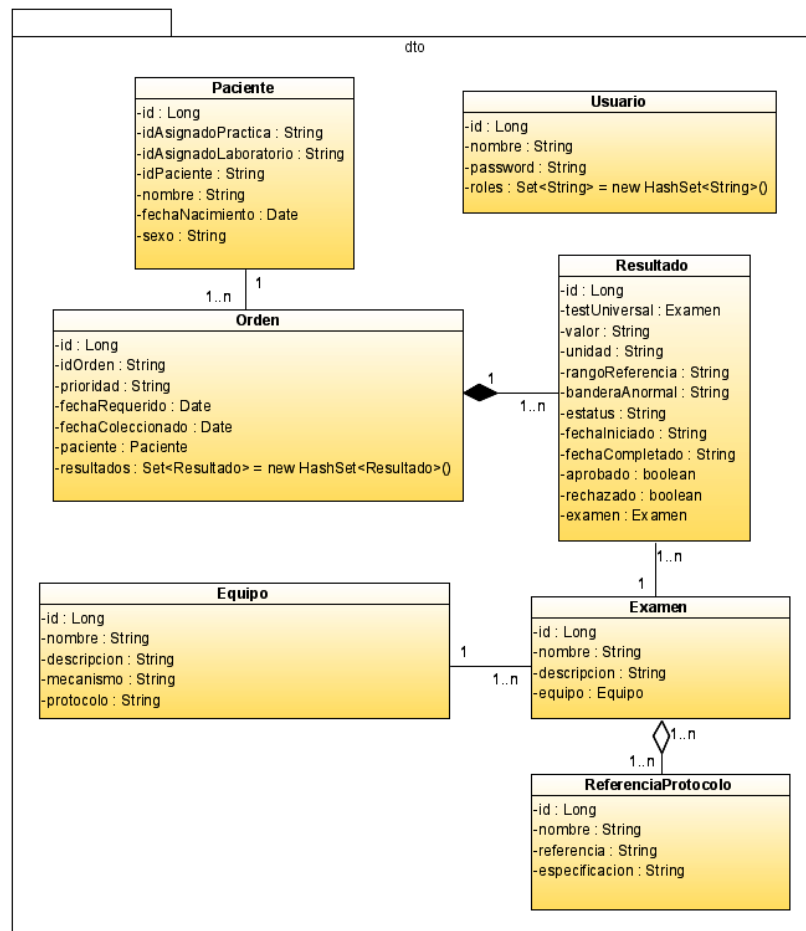 dto
Paciente
-id : Long
-idAsignadoPractica : String
-idAsignadoLaboratorio : String
-idPaciente : String
-nombre : String
-fechaNacimiento : Date
-sexo : String
Usuario
-id : Long
-nombre : String
-password : String
-roles : Set<String> = new HashSet<String>()
1
1..n
Orden
-id : Long
-idOrden : String
-prioridad : String
-fechaRequerido : Date
-fechaColeccionado : Date
-paciente : Paciente
-resultados : Set<Resultado> = new HashSet<Resultado>()
1
1..n
Resultado
-id : Long
-testUniversal : Examen
-valor : String
-unidad : String
-rangoReferencia : String
-banderaAnormal : String
-estatus : String
-fechaIniciado : String
-fechaCompletado : String
-aprobado : boolean
-rechazado : boolean
-examen : Examen
1..n
1
Equipo
-id : Long
-nombre : String
-descripcion : String
-mecanismo : String
-protocolo : String
1
1..n
Examen
-id : Long
-nombre : String
-descripcion : String
-equipo : Equipo
1..n
1..n
ReferenciaProtocolo
-id : Long
-nombre : String
-referencia : String
-especificacion : String